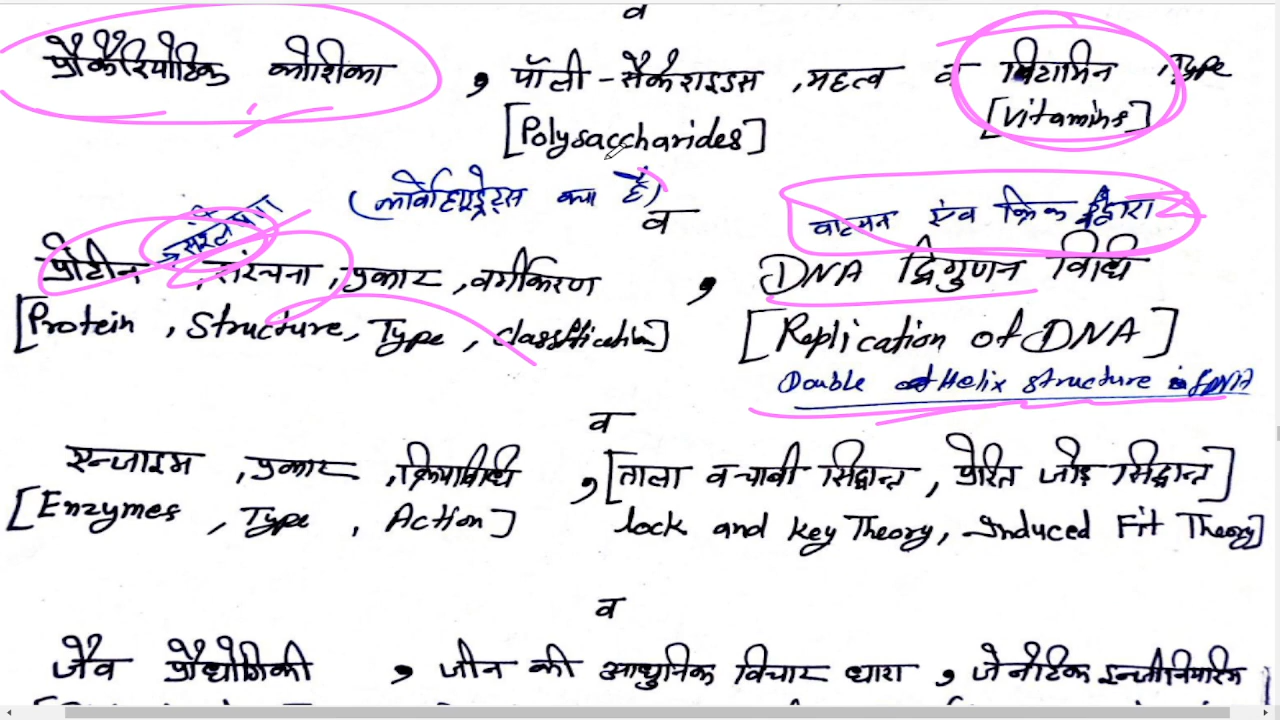 व
प्रौकैरियोटिक कोशिका , पॉली-सैकेराइडस , महत्व व विटामिन , Type
[Polysaccharides] [Vitamins]
(कार्बोहाइड्रेट्स क्या है) व वाटसन एंव क्रिक द्वारा
प्रोटीन , संरचना , प्रकार , वर्गीकरण , DNA द्विगुणन विधि
[Protein , Structure, Type , Classification] [Replication of DNA]
Double Helix structure of DNA
व
एन्जाइम , प्रकार , क्रियाविधि , [ताला व चाबी सिद्धान्त , प्रेरित जोड़ सिद्धान्त]
[Enzymes , Type , Action] lock and key Theory, Induced Fit Theory]
व
जैव प्रौद्योगिकी , जीन की आधुनिक विचार धारा , जेनेटिक इन्जीनियरिंग